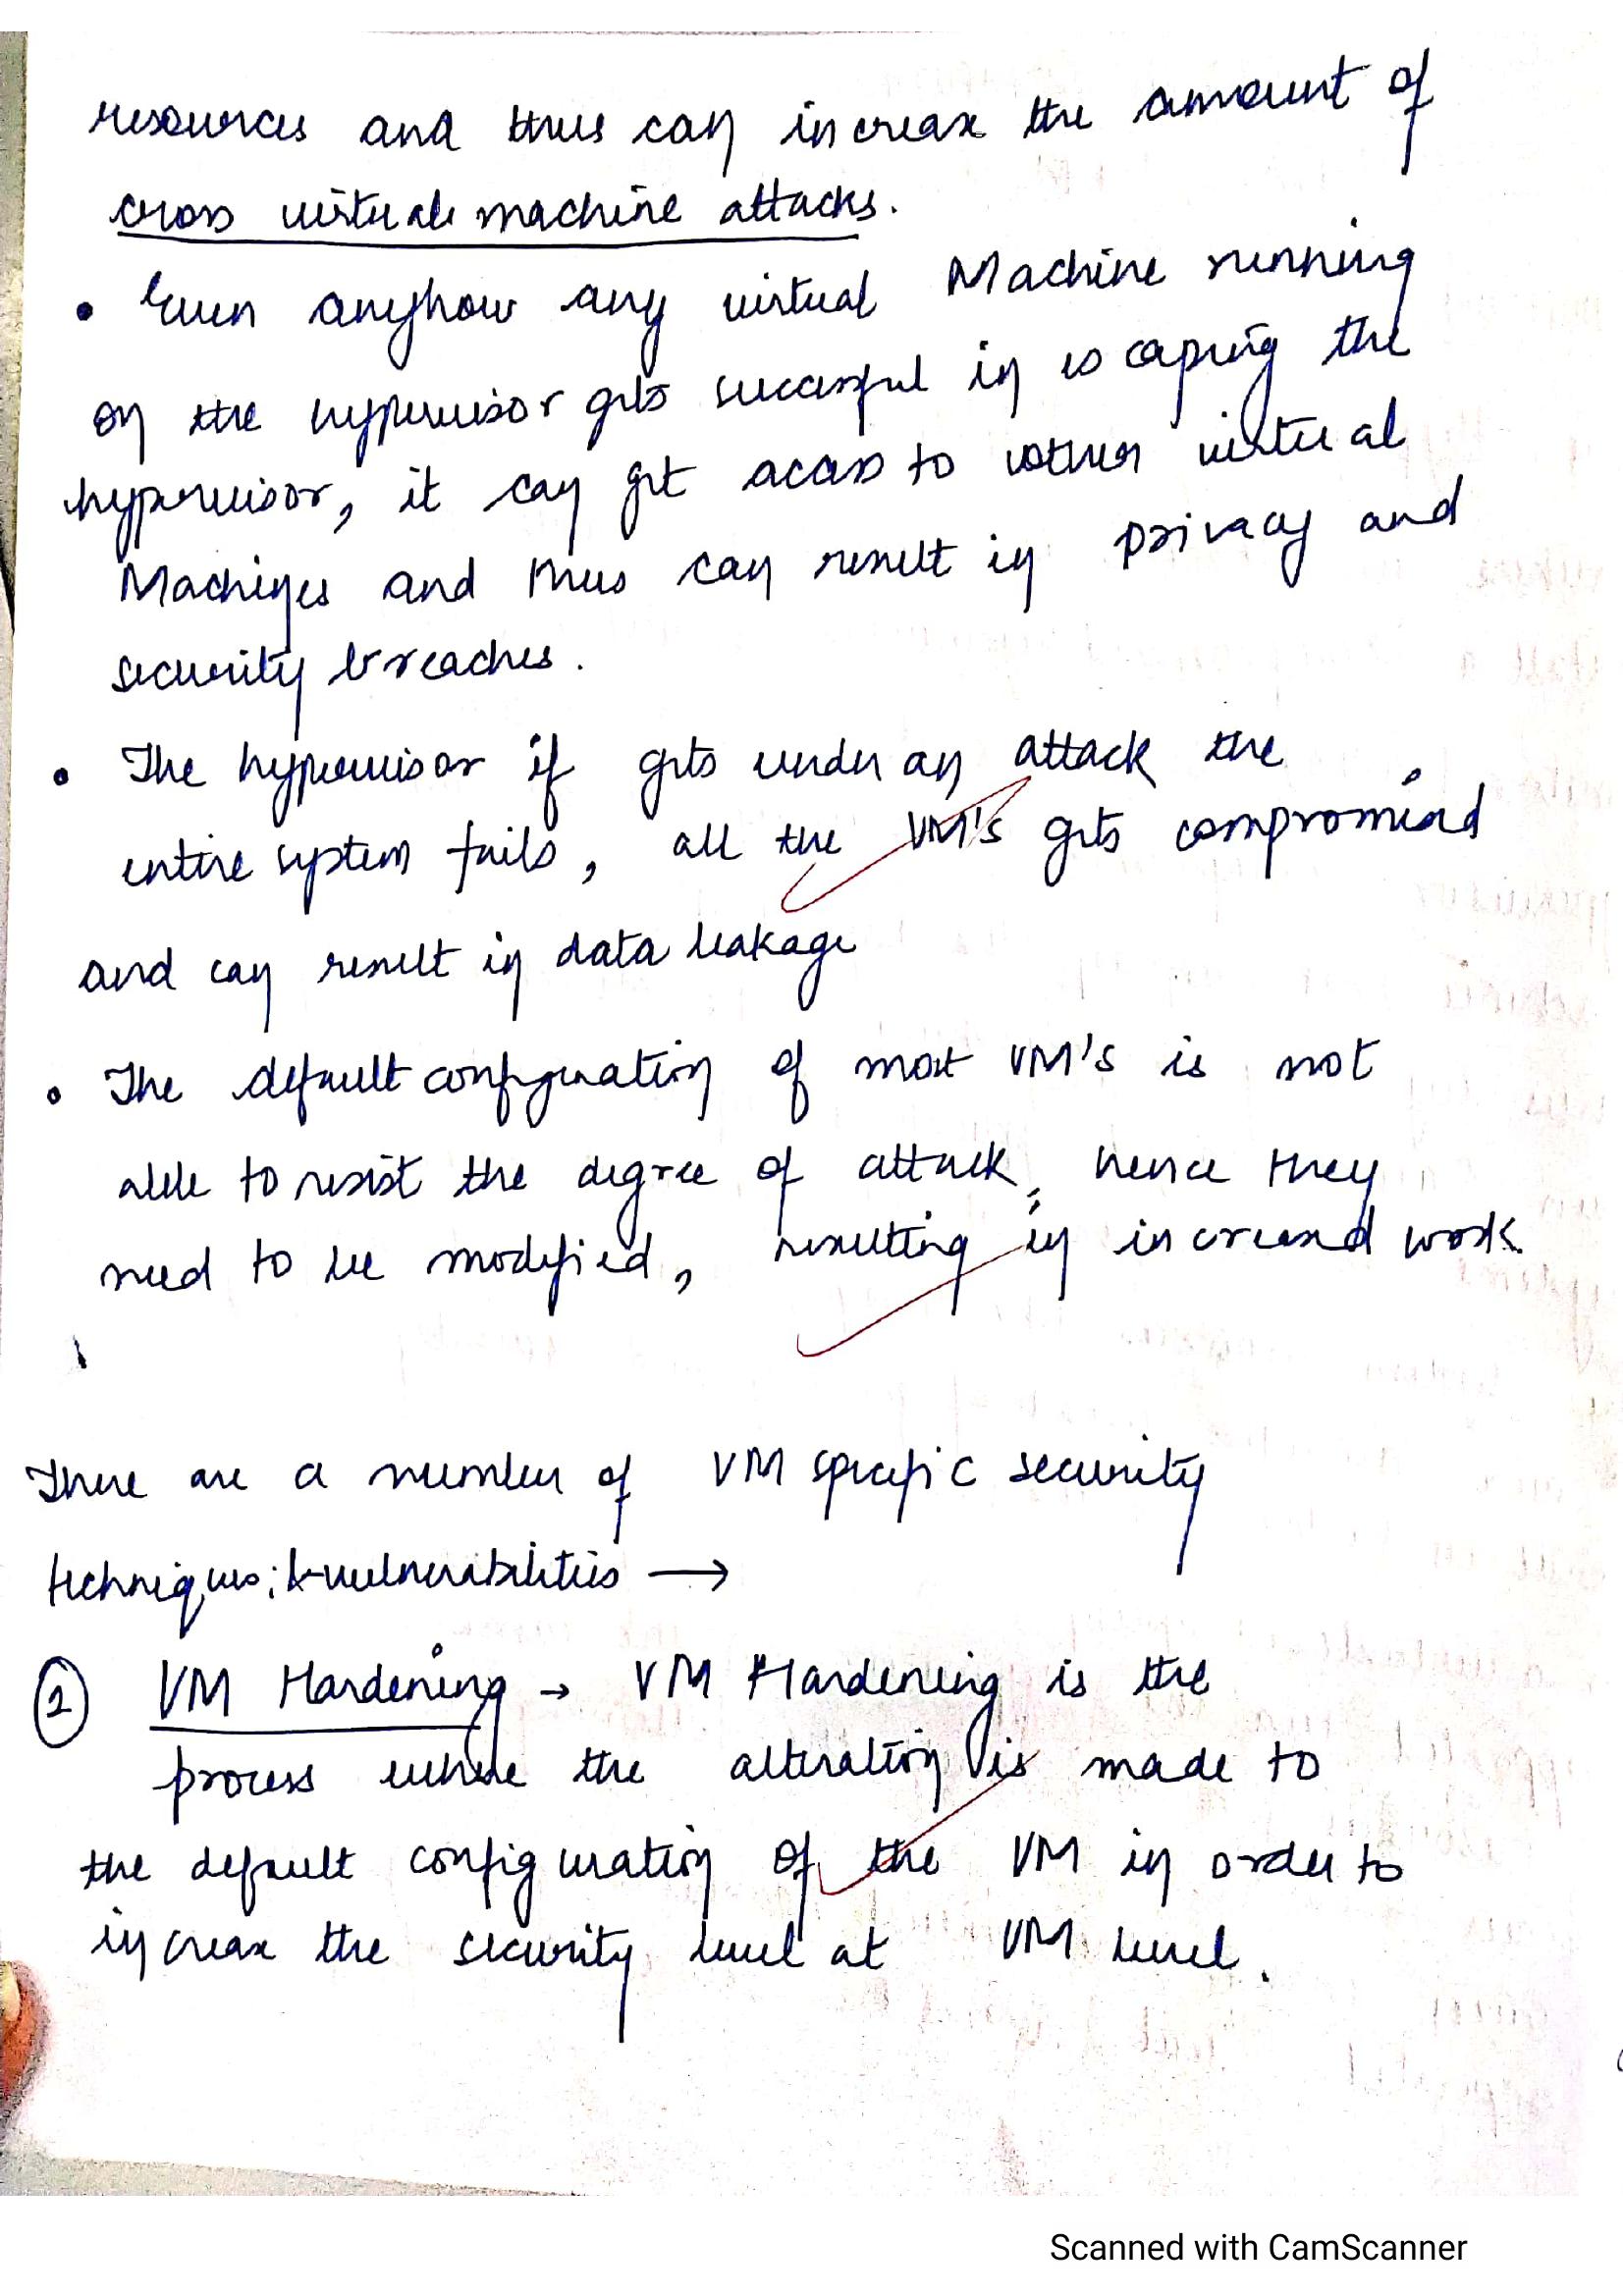 resources and thus can increase the amount of
cross virtual machine attacks.
• Even anyhow any virtual Machine running
on the hypervisor gets successful in escaping the
hypervisor, it can get access to other virtual
Machines and thus can result in privacy and
security breaches.
• The hypervisor if gets under an attack the
entire system fails, all the VM's gets compromised
and can result in data leakage
• The default configuration of most VM's is not
able to resist the degree of attack, hence they
need to be modified, resulting in increased work.
There are a number of VM specific security
techniques; & vulnerabilities →
① VM Hardening → VM Hardening is the
process where the alteration is made to
the default configuration of the VM in order to
increase the security level at VM level.
Scanned with CamScanner